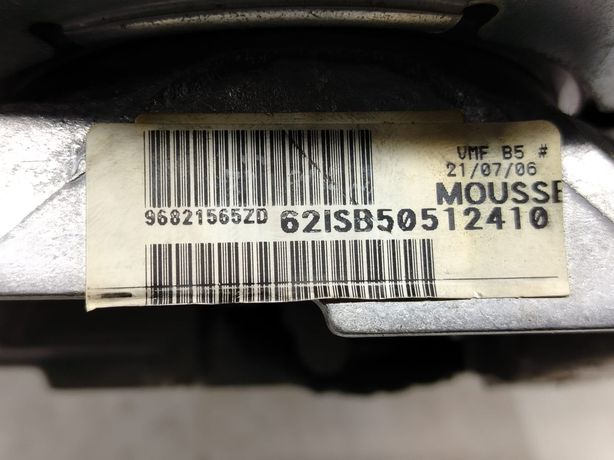 VMF B5 #
21/07/06
MOUSSE
96821565ZD 62ISB50512410